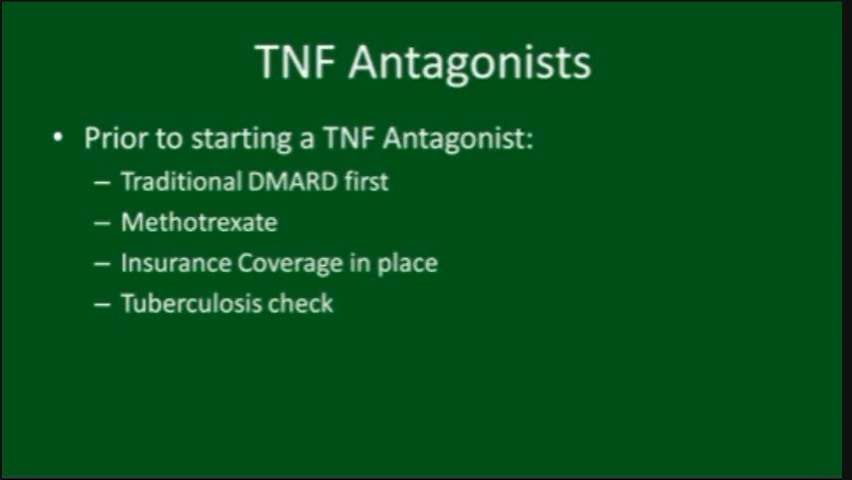 TNF Antagonists
• Prior to starting a TNF Antagonist:
– Traditional DMARD first
– Methotrexate
– Insurance Coverage in place
– Tuberculosis check